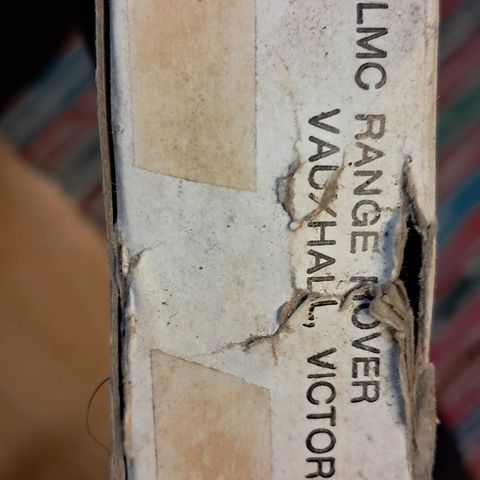 LMC RANGE ROVER
VAUXHALL, VICTOR